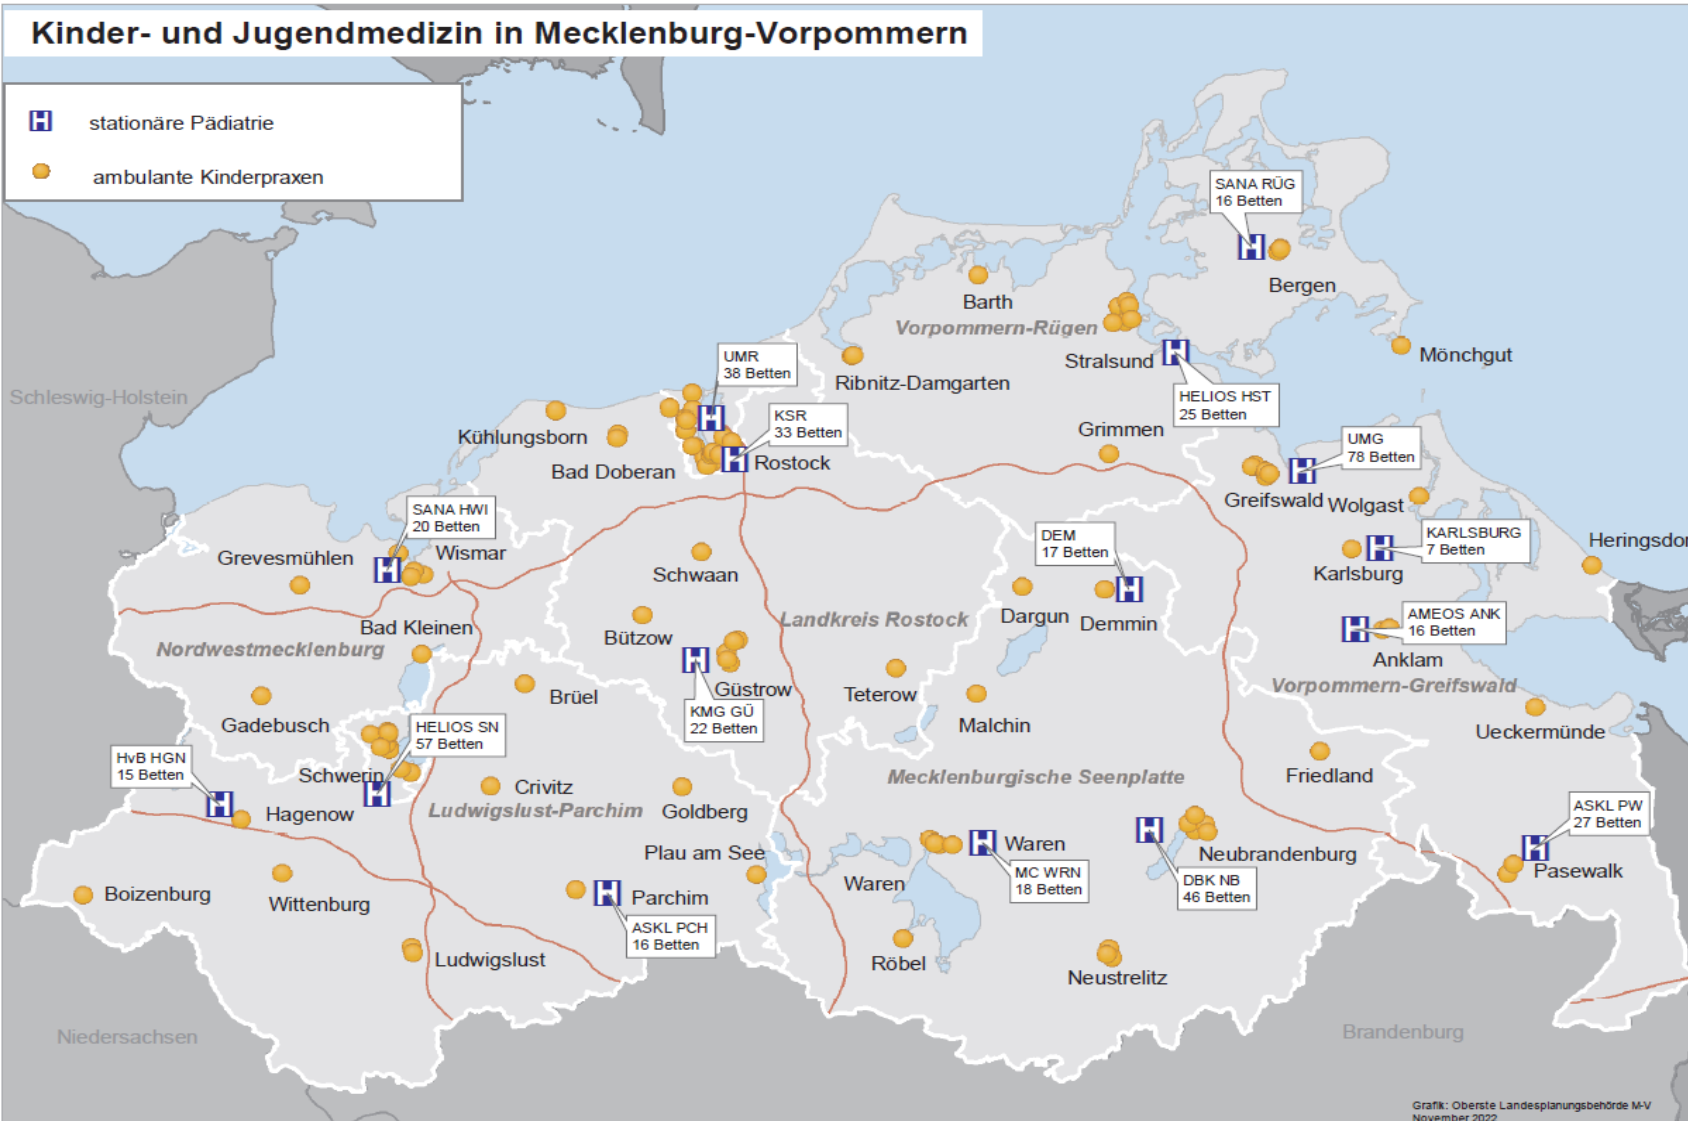 Kinder- und Jugendmedizin in Mecklenburg-Vorpommern
stationäre Pädiatrie
ambulante Kinderpraxen
SANA RÜG
16 Betten
Bergen
Barth
Vorpommern-Rügen
Stralsund
Mönchgut
UMR
38 Betten
Ribnitz-Damgarten
HELIOS HST
25 Betten
Schleswig-Holstein
KSR
33 Betten
Kühlungsborn
Bad Doberan
Rostock
Grimmen
UMG
78 Betten
Greifswald
Wolgast
SANA HWI
20 Betten
Wismar
Grevesmühlen
DEM
17 Betten
KARLSBURG
7 Betten
Heringsdor
Schwaan
Karlsburg
Dargun
Demmin
AMEOS ANK
16 Betten
Bad Kleinen
Bützow
Landkreis Rostock
Nordwestmecklenburg
Anklam
Vorpommern-Greifswald
Güstrow
Teterow
Brüel
KMG GÜ
22 Betten
Malchin
Gadebusch
HELIOS SN
57 Betten
Ueckermünde
HvB HGN
15 Betten
Schwerin
Crivitz
Mecklenburgische Seenplatte
Friedland
Hagenow
Ludwigslust-Parchim
Goldberg
ASKL PW
27 Betten
Plau am See
Waren
Neubrandenburg
MC WRN
18 Betten
Waren
DBK NB
46 Betten
Pasewalk
Boizenburg
Wittenburg
Parchim
ASKL PCH
16 Betten
Ludwigslust
Röbel
Neustrelitz
Niedersachsen
Brandenburg
Grafik: Oberste Landesplanungsbehörde M-V
November 2022